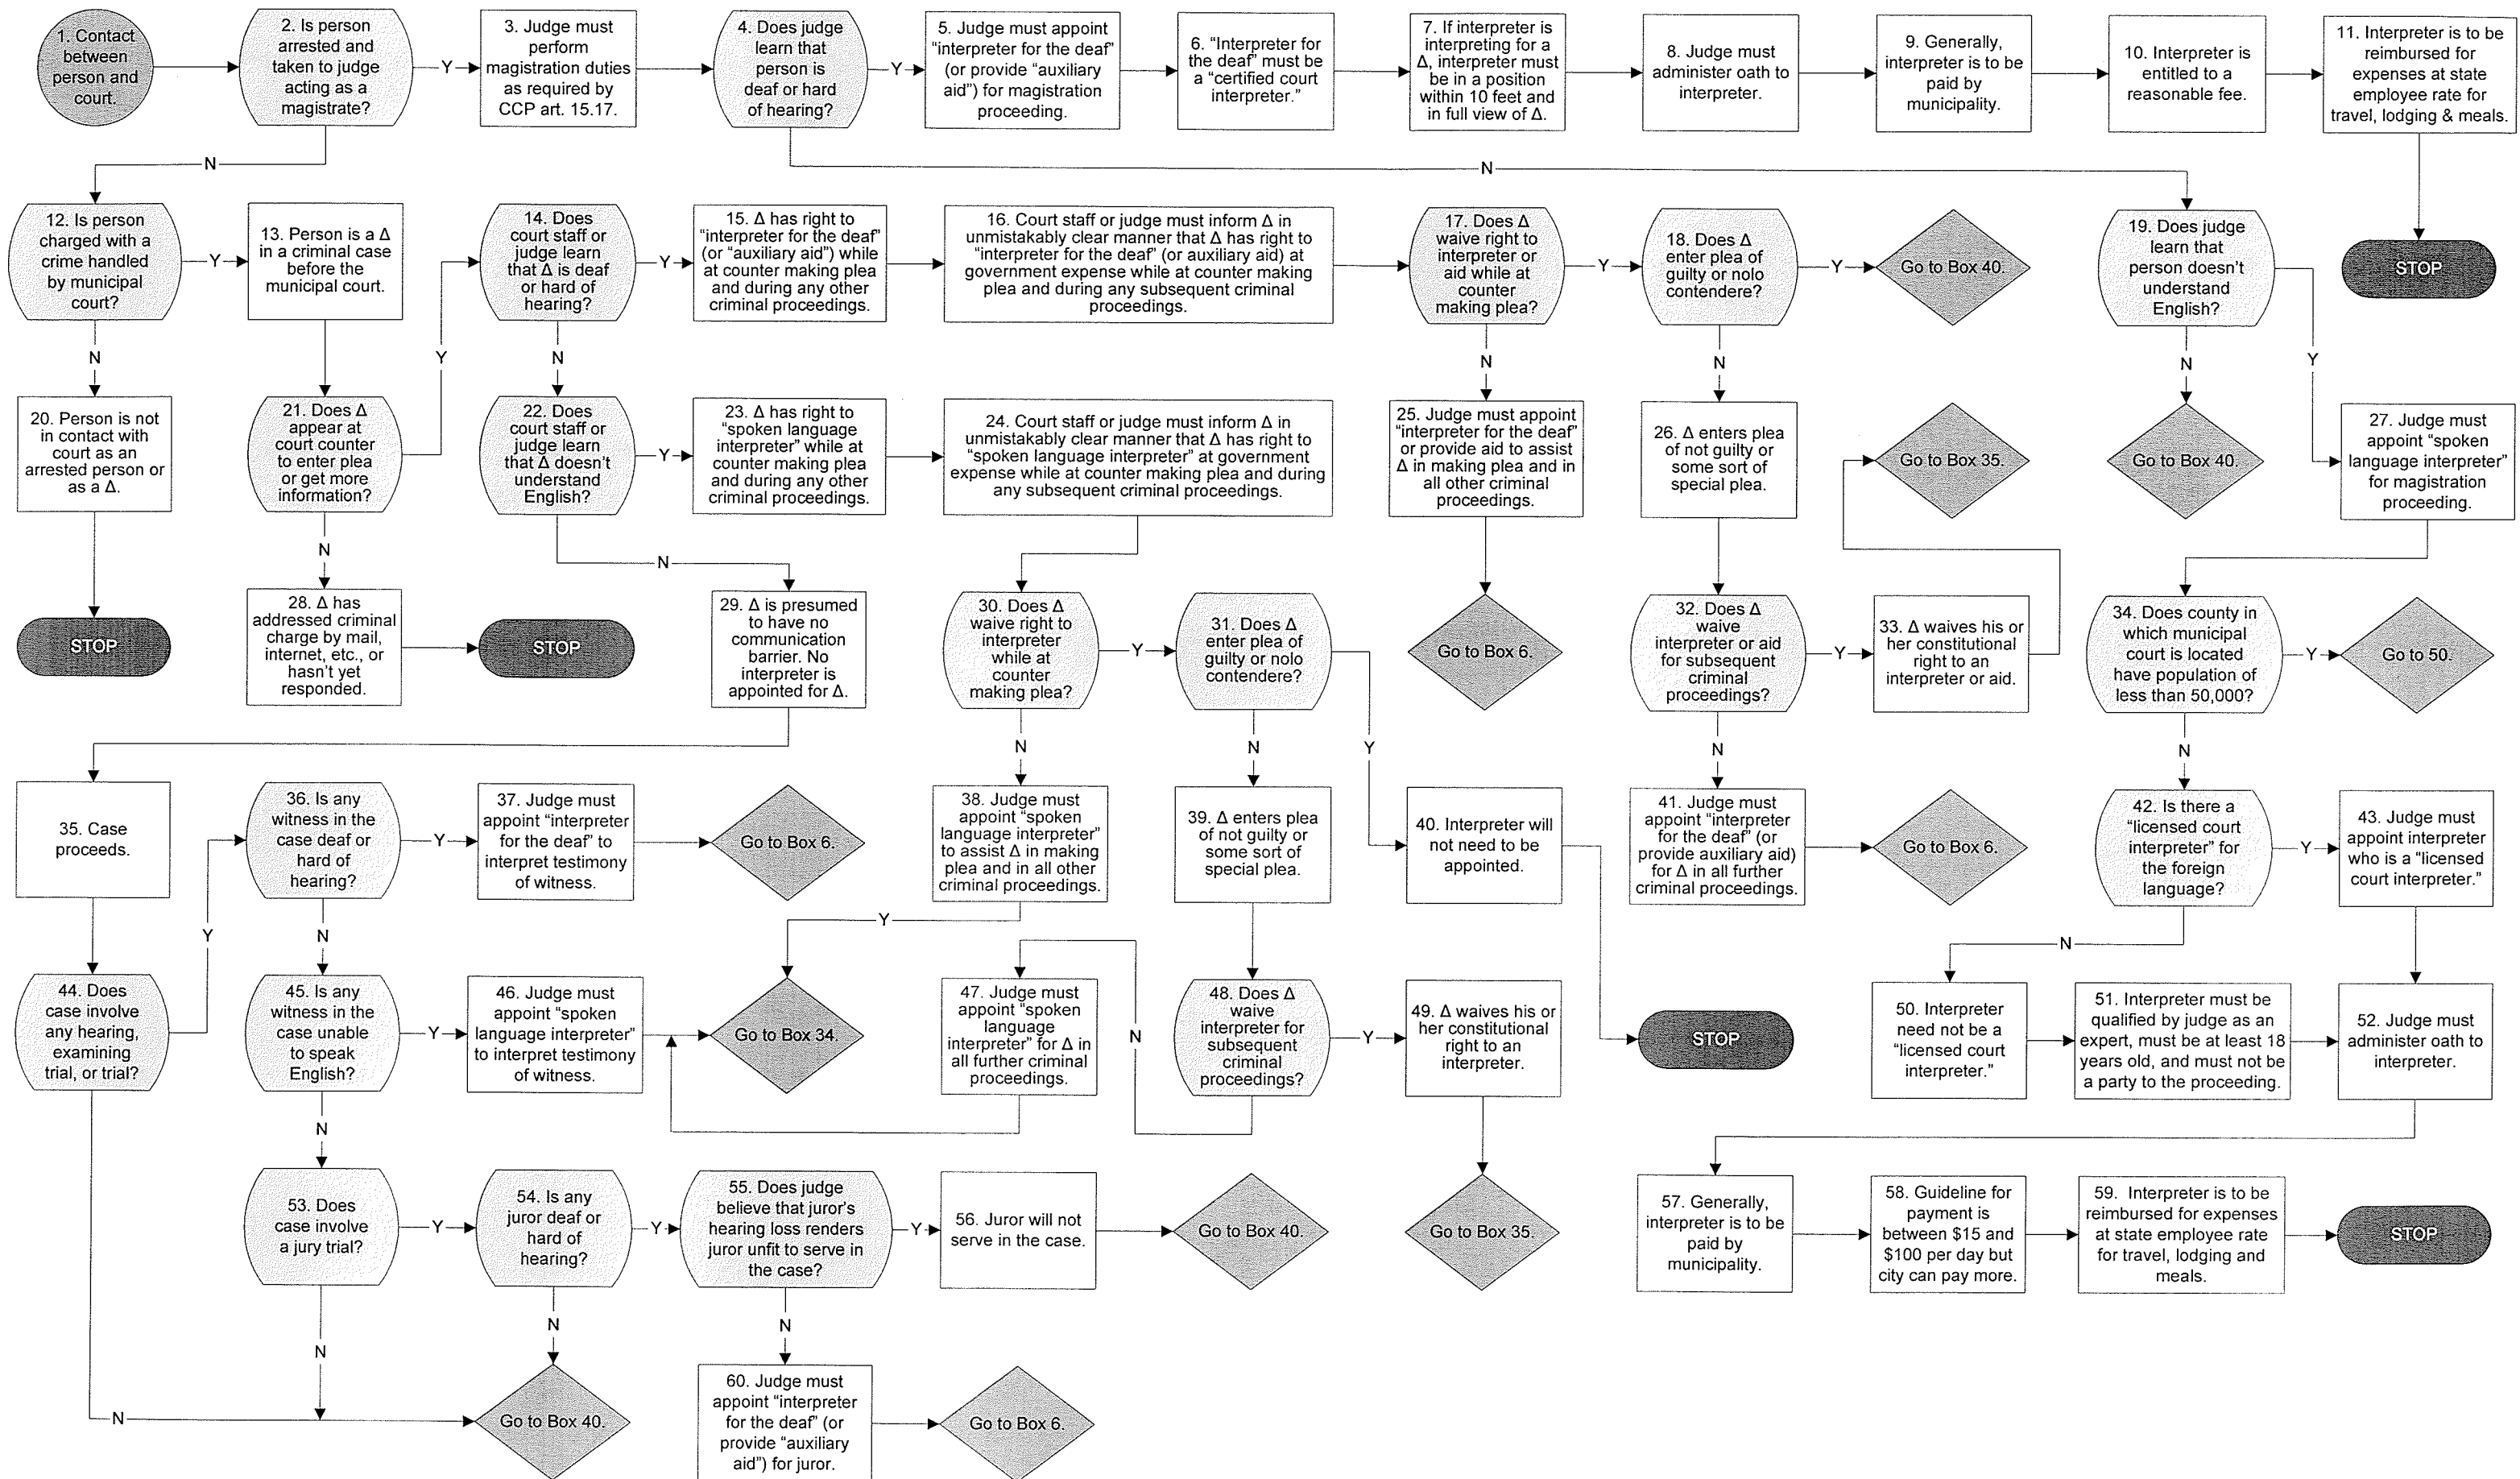 1. Contact
between
person and
court.
2. Is person
arrested and
taken to judge
acting as a
magistrate?
Y
3. Judge must
perform
magistration duties
as required by
CCP art. 15.17.
4. Does judge
learn that
person is
deaf or hard
of hearing?
Y
5. Judge must appoint
“interpreter for the deaf”
(or provide “auxiliary
aid”) for magistration
proceeding.
6. “Interpreter for
the deaf” must be
a “certified court
interpreter.”
7. If interpreter is
interpreting for a
Δ, interpreter must
be in a position
within 10 feet and
in full view of Δ.
8. Judge must
administer oath to
interpreter.
9. Generally,
interpreter is to be
paid by
municipality.
10. Interpreter is
entitled to a
reasonable fee.
11. Interpreter is to be
reimbursed for
expenses at state
employee rate for
travel, lodging & meals.
N
N
12. Is person
charged with a
crime handled
by municipal
court?
Y
13. Person is a Δ
in a criminal case
before the
municipal court.
14. Does
court staff or
judge learn
that Δ is deaf
or hard of
hearing?
Y
15. Δ has right to
“interpreter for the deaf”
(or “auxiliary aid”) while
at counter making plea
and during any other
criminal proceedings.
16. Court staff or judge must inform Δ in
unmistakably clear manner that Δ has right to
“interpreter for the deaf” (or auxiliary aid) at
government expense while at counter making
plea and during any subsequent criminal
proceedings.
17. Does Δ
waive right to
interpreter or
aid while at
counter
making plea?
Y
18. Does Δ
enter plea of
guilty or nolo
contendere?
Y
Go to Box 40.
19. Does judge
learn that
person doesn’t
understand
English?
STOP
N
Y
N
N
N
N
Y
20. Person is not
in contact with
court as an
arrested person or
as a Δ.
21. Does Δ
appear at
court counter
to enter plea
or get more
information?
22. Does
court staff or
judge learn
that Δ doesn’t
understand
English?
Y
23. Δ has right to
“spoken language
interpreter” while at
counter making plea
and during any other
criminal proceedings.
24. Court staff or judge must inform Δ in
unmistakably clear manner that Δ has right to
“spoken language interpreter” at government
expense while at counter making plea and during
any subsequent criminal proceedings.
25. Judge must appoint
“interpreter for the deaf”
or provide aid to assist
Δ in making plea and in
all other criminal
proceedings.
26. Δ enters plea
of not guilty or
some sort of
special plea.
Go to Box 35.
Go to Box 40.
27. Judge must
appoint “spoken
language interpreter”
for magistration
proceeding.
N
N
STOP
28. Δ has
addressed criminal
charge by mail,
internet, etc., or
hasn’t yet
responded.
STOP
29. Δ is presumed
to have no
communication
barrier. No
interpreter is
appointed for Δ.
30. Does Δ
waive right to
interpreter
while at
counter
making plea?
Y
31. Does Δ
enter plea of
guilty or nolo
contendere?
Go to Box 6.
32. Does Δ
waive
interpreter or aid
for subsequent
criminal
proceedings?
Y
33. Δ waives his or
her constitutional
right to an
interpreter or aid.
34. Does county in
which municipal
court is located
have population of
less than 50,000?
Y
Go to 50.
N
N
Y
N
N
35. Case
proceeds.
36. Is any
witness in the
case deaf or
hard of
hearing?
Y
37. Judge must
appoint “interpreter
for the deaf” to
interpret testimony
of witness.
Go to Box 6.
38. Judge must
appoint “spoken
language interpreter”
to assist Δ in making
plea and in all other
criminal proceedings.
39. Δ enters plea
of not guilty or
some sort of
special plea.
40. Interpreter will
not need to be
appointed.
41. Judge must
appoint “interpreter
for the deaf” (or
provide auxiliary aid)
for Δ in all further
criminal proceedings.
Go to Box 6.
42. Is there a
“licensed court
interpreter” for
the foreign
language?
Y
43. Judge must
appoint interpreter
who is a “licensed
court interpreter.”
Y
N
Y
N
44. Does
case involve
any hearing,
examining
trial, or trial?
45. Is any
witness in the
case unable
to speak
English?
Y
46. Judge must
appoint “spoken
language interpreter”
to interpret testimony
of witness.
Go to Box 34.
47. Judge must
appoint “spoken
language
interpreter” for Δ in
all further criminal
proceedings.
N
48. Does Δ
waive
interpreter for
subsequent
criminal
proceedings?
Y
49. Δ waives his or
her constitutional
right to an
interpreter.
STOP
50. Interpreter
need not be a
“licensed court
interpreter.”
51. Interpreter must be
qualified by judge as an
expert, must be at least 18
years old, and must not be
a party to the proceeding.
52. Judge must
administer oath to
interpreter.
N
53. Does
case involve
a jury trial?
Y
54. Is any
juror deaf or
hard of
hearing?
Y
55. Does judge
believe that juror’s
hearing loss renders
juror unfit to serve in
the case?
Y
56. Juror will not
serve in the case.
Go to Box 40.
Go to Box 35.
57. Generally,
interpreter is to be
paid by
municipality.
58. Guideline for
payment is
between $15 and
$100 per day but
city can pay more.
59. Interpreter is to be
reimbursed for expenses
at state employee rate
for travel, lodging and
meals.
STOP
N
N
N
N
Go to Box 40.
60. Judge must
appoint “interpreter
for the deaf” (or
provide “auxiliary
aid”) for juror.
Go to Box 6.